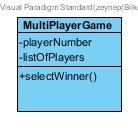 Visual Paradigm Standard(zeynep(Bilk
MultiPlayerGame
-playerNumber
-listOfPlayers
+selectWinner()